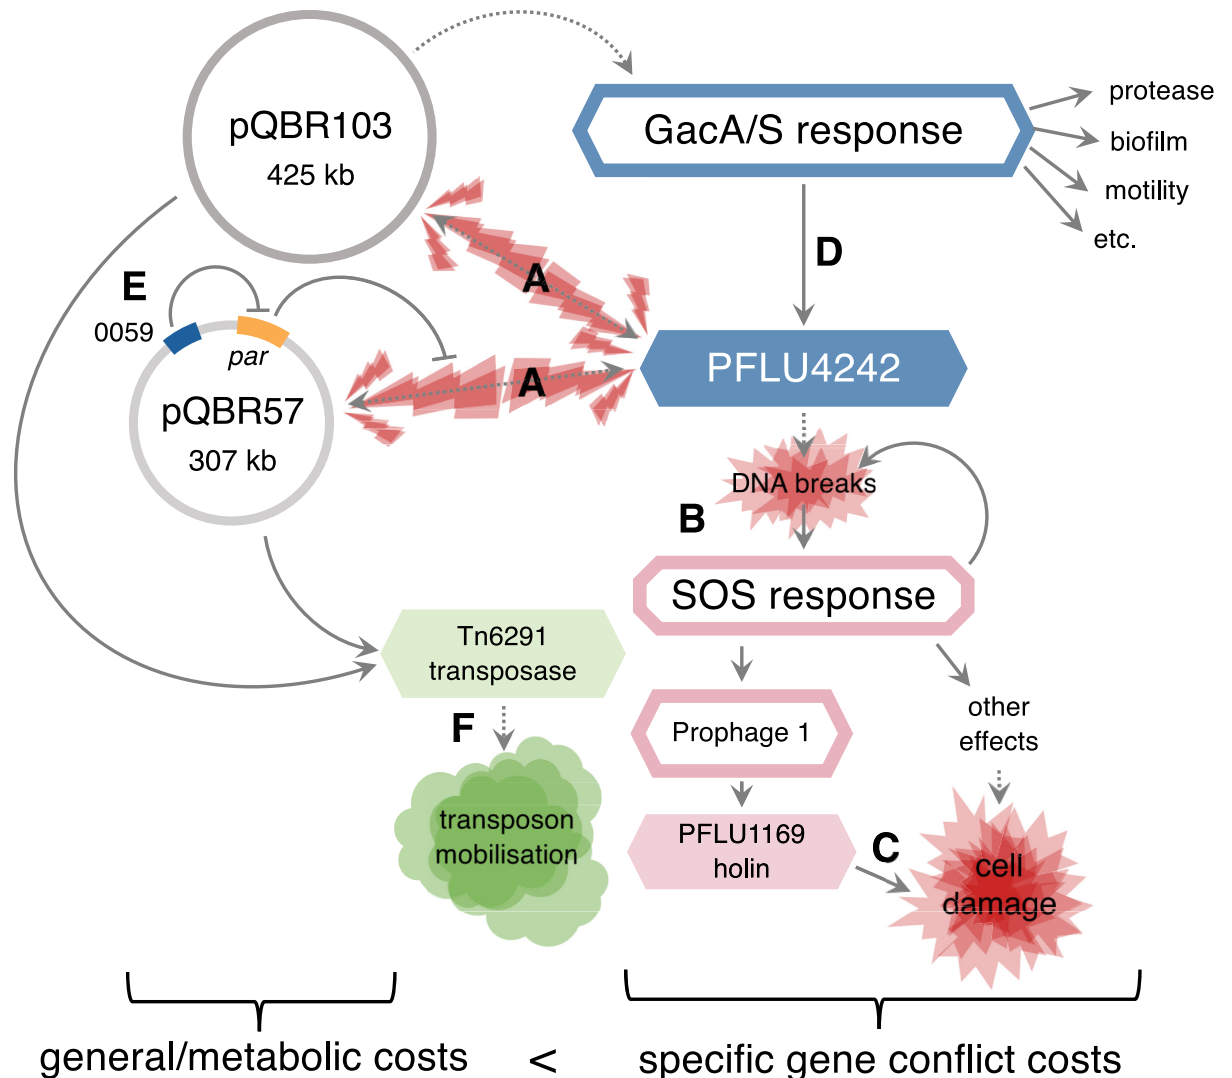 pQBR103
425 kb
GacA/S response
protease
biofilm
motility
etc.
A
D
E
0059
par
A
PFLU4242
pQBR57
307 kb
DNA breaks
B
SOS response
Tn6291
transposase
F
Prophage 1
other
effects
transposon
mobilisation
PFLU1169
holin
C
cell
damage
general/metabolic costs < specific gene conflict costs